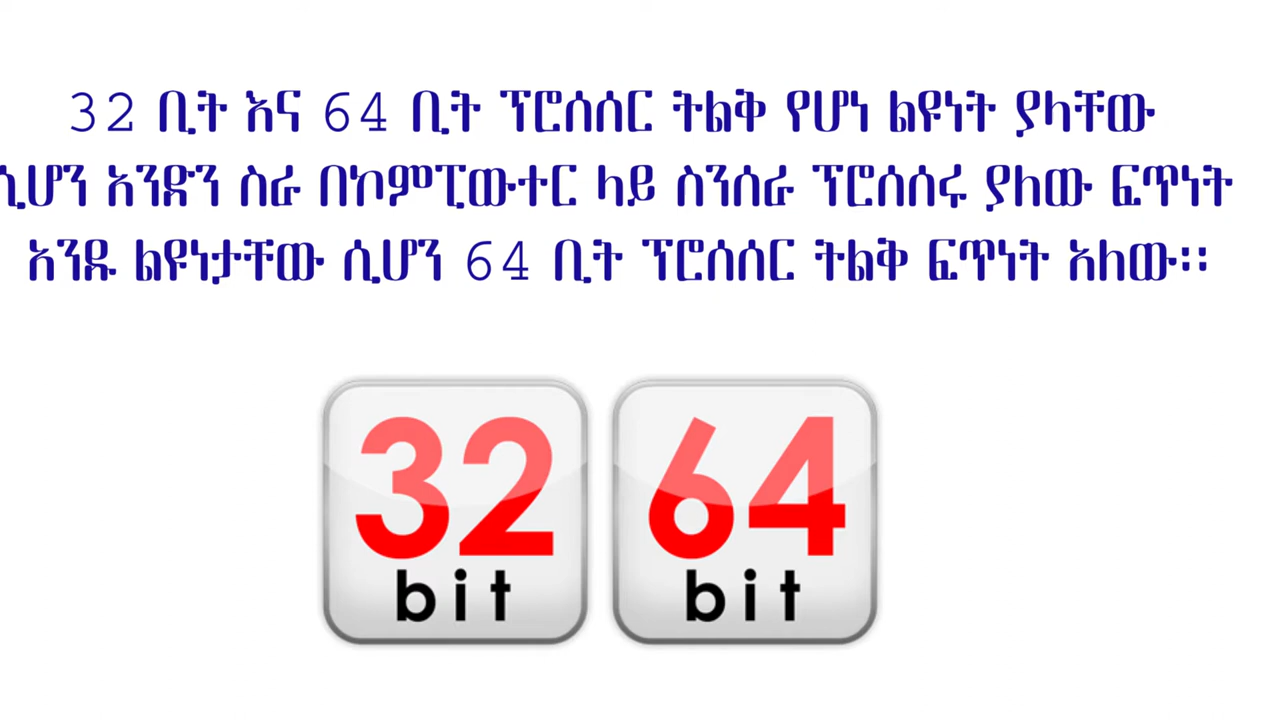 32 ቢት እና 64 ቢት ፕሮሰሰር ትልቅ የሆነ ልዩነት ያላቸው
ሲሆን አንድን ስራ በኮምፒውተር ላይ ስንሰራ ፕሮሰሰሩ ያለው ፍጥነት
አንዱ ልዩነታቸው ሲሆን 64 ቢት ፕሮሰሰር ትልቅ ፍጥነት አለው፡፡
32 64
bit bit